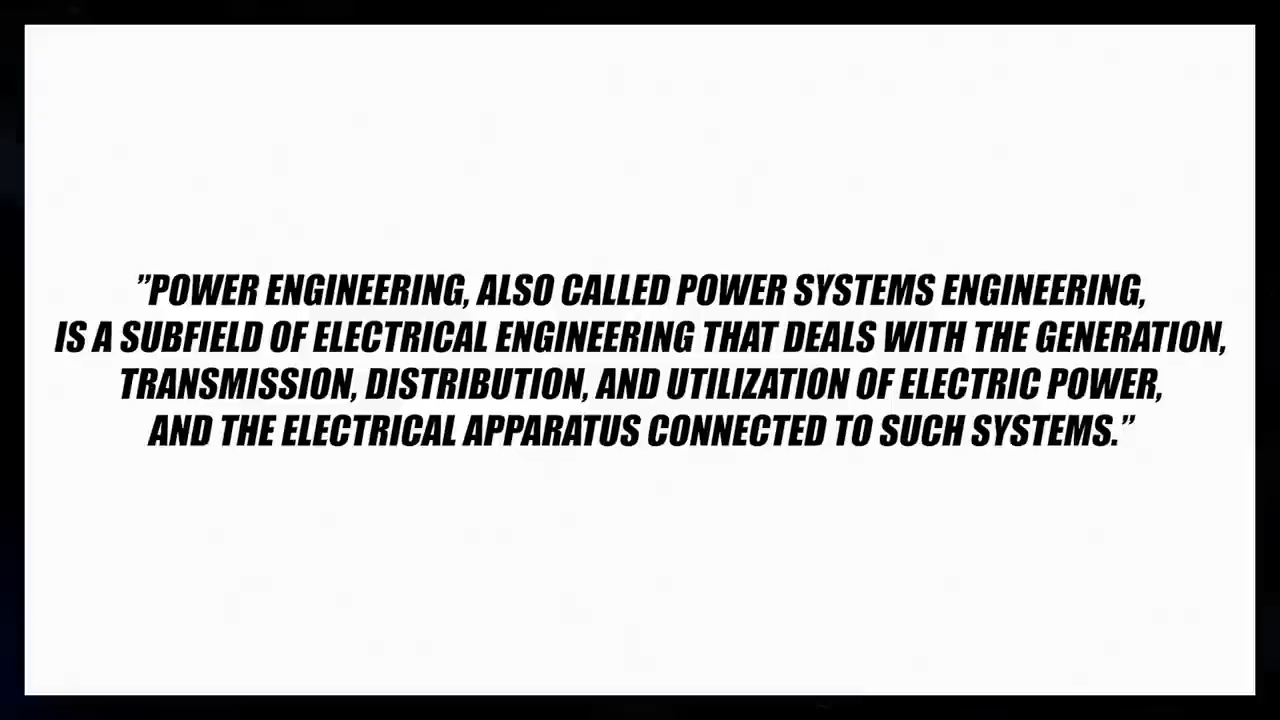 ”POWER ENGINEERING, ALSO CALLED POWER SYSTEMS ENGINEERING,
IS A SUBFIELD OF ELECTRICAL ENGINEERING THAT DEALS WITH THE GENERATION,
TRANSMISSION, DISTRIBUTION, AND UTILIZATION OF ELECTRIC POWER,
AND THE ELECTRICAL APPARATUS CONNECTED TO SUCH SYSTEMS.”